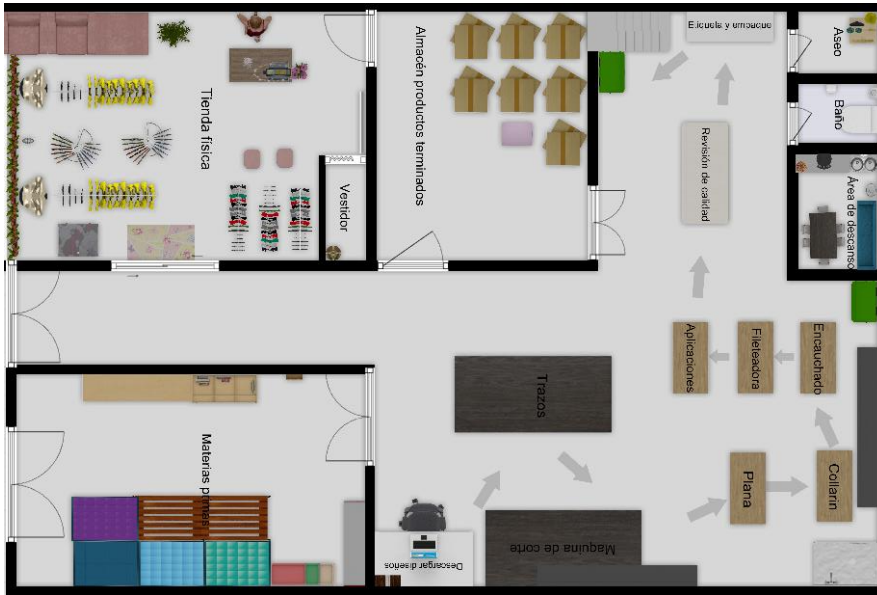 Tienda física
Vestidor
Almacén productos terminados
Etiqueta y empaque
Revisión de calidad
Aseo
Baño
Área de descanso
Aplicaciones
Fileteadora
Encauchado
Trazos
Plana
Collarin
Materias primas
Descargar diseños
Maquina de corte